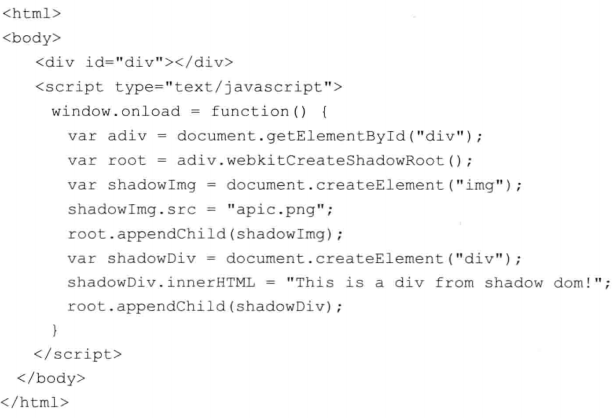 <html>
<body>
<div id="div"></div>
<script type="text/javascript">
window.onload = function() {
var adiv = document.getElementById("div");
var root = adiv.webkitCreateShadowRoot();
var shadowImg = document.createElement("img");
shadowImg.src = "apic.png";
root.appendChild(shadowImg);
var shadowDiv = document.createElement("div");
shadowDiv.innerHTML = "This is a div from shadow dom!";
root.appendChild(shadowDiv);
}
</script>
</body>
</html>